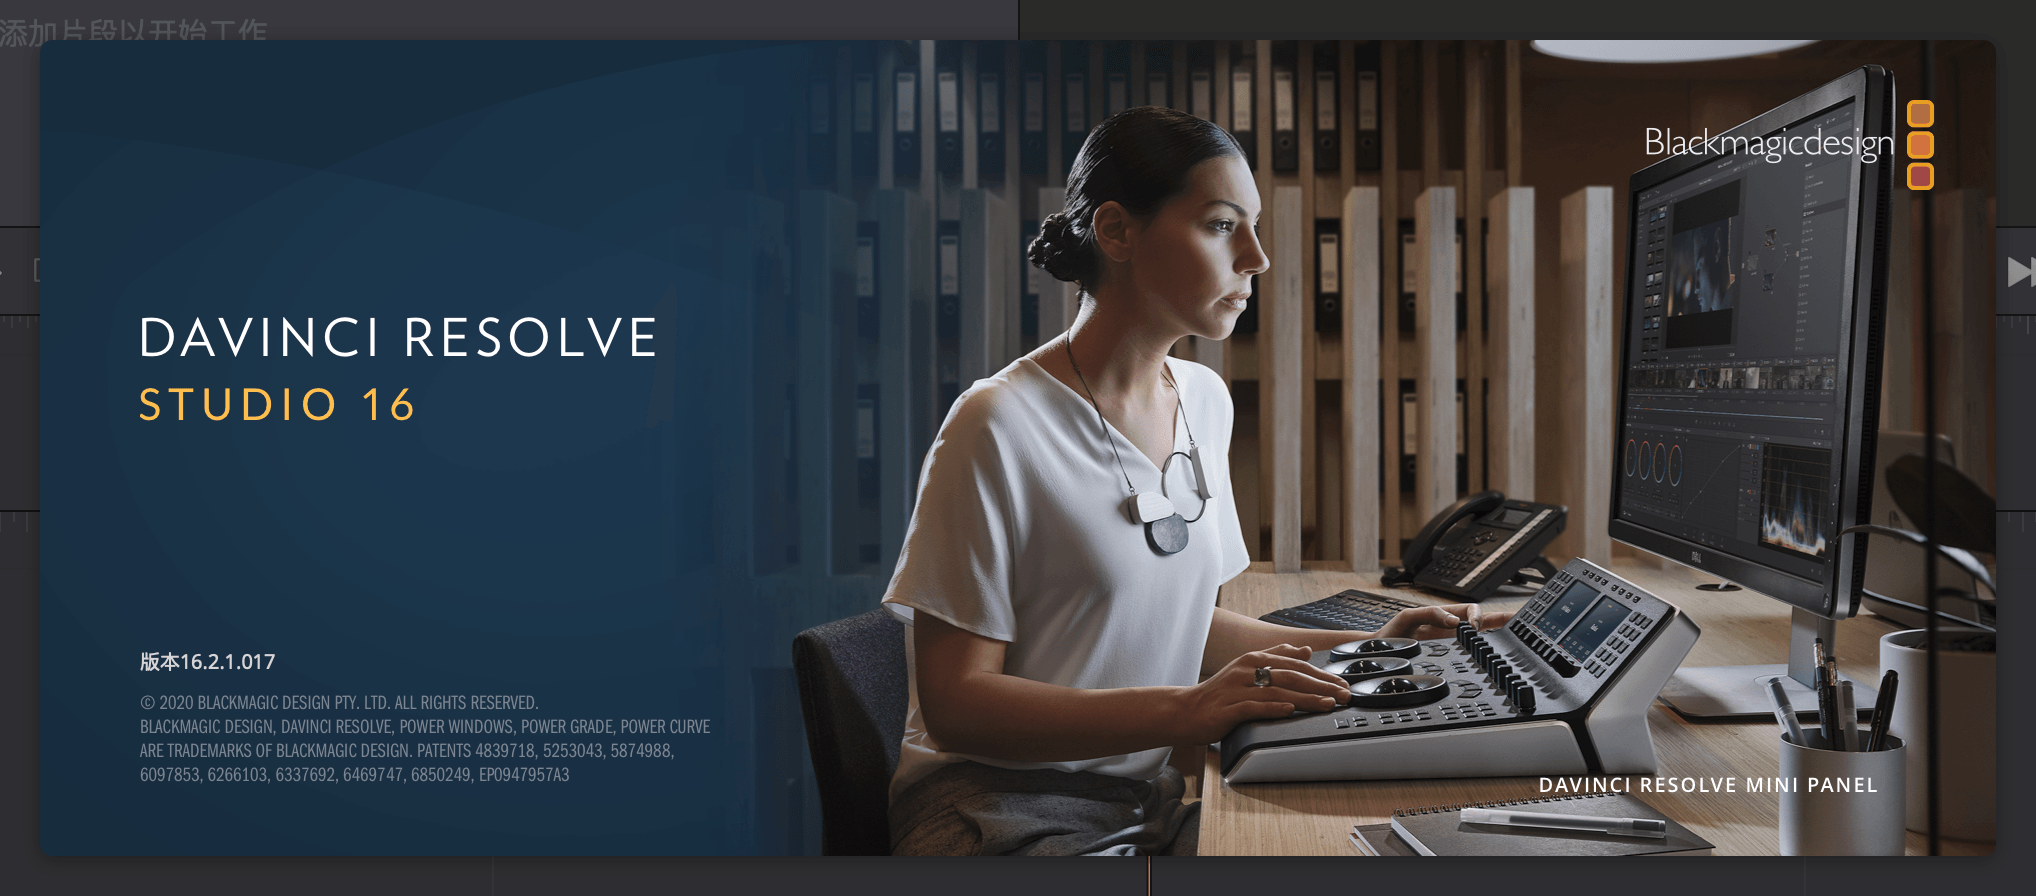 添加片段以开始工作
Blackmagicdesign
DAVINCI RESOLVE
STUDIO 16
版本16.2.1.017
© 2020 BLACKMAGIC DESIGN PTY. LTD. ALL RIGHTS RESERVED.
BLACKMAGIC DESIGN, DAVINCI RESOLVE, POWER WINDOWS, POWER GRADE, POWER CURVE
ARE TRADEMARKS OF BLACKMAGIC DESIGN. PATENTS 4839718, 5253043, 5874988,
6097853, 6266103, 6337692, 6469747, 6850249, EP0947957A3
DAVINCI RESOLVE MINI PANEL
DELL